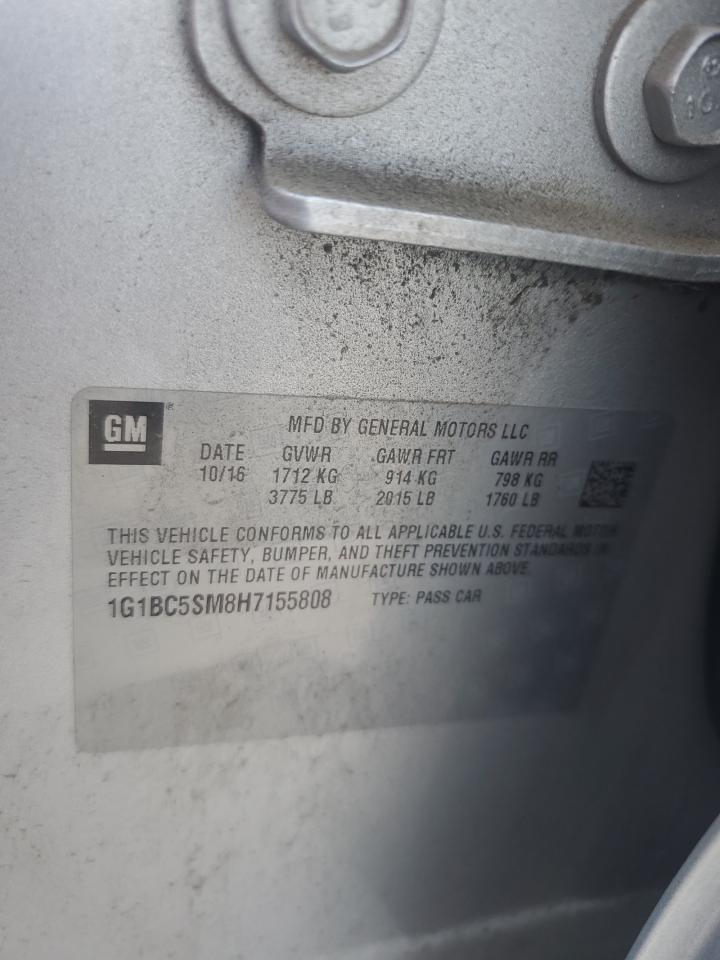 GM
MFD BY GENERAL MOTORS LLC
DATE GVWR GAWR FRT GAWR RR
10/16 1712 KG 914 KG 798 KG
3775 LB 2015 LB 1760 LB
THIS VEHICLE CONFORMS TO ALL APPLICABLE U.S. FEDERAL MOTOR
VEHICLE SAFETY, BUMPER, AND THEFT PREVENTION STANDARDS IN
EFFECT ON THE DATE OF MANUFACTURE SHOWN ABOVE.
1G1BC5SM8H7155808 TYPE: PASS CAR